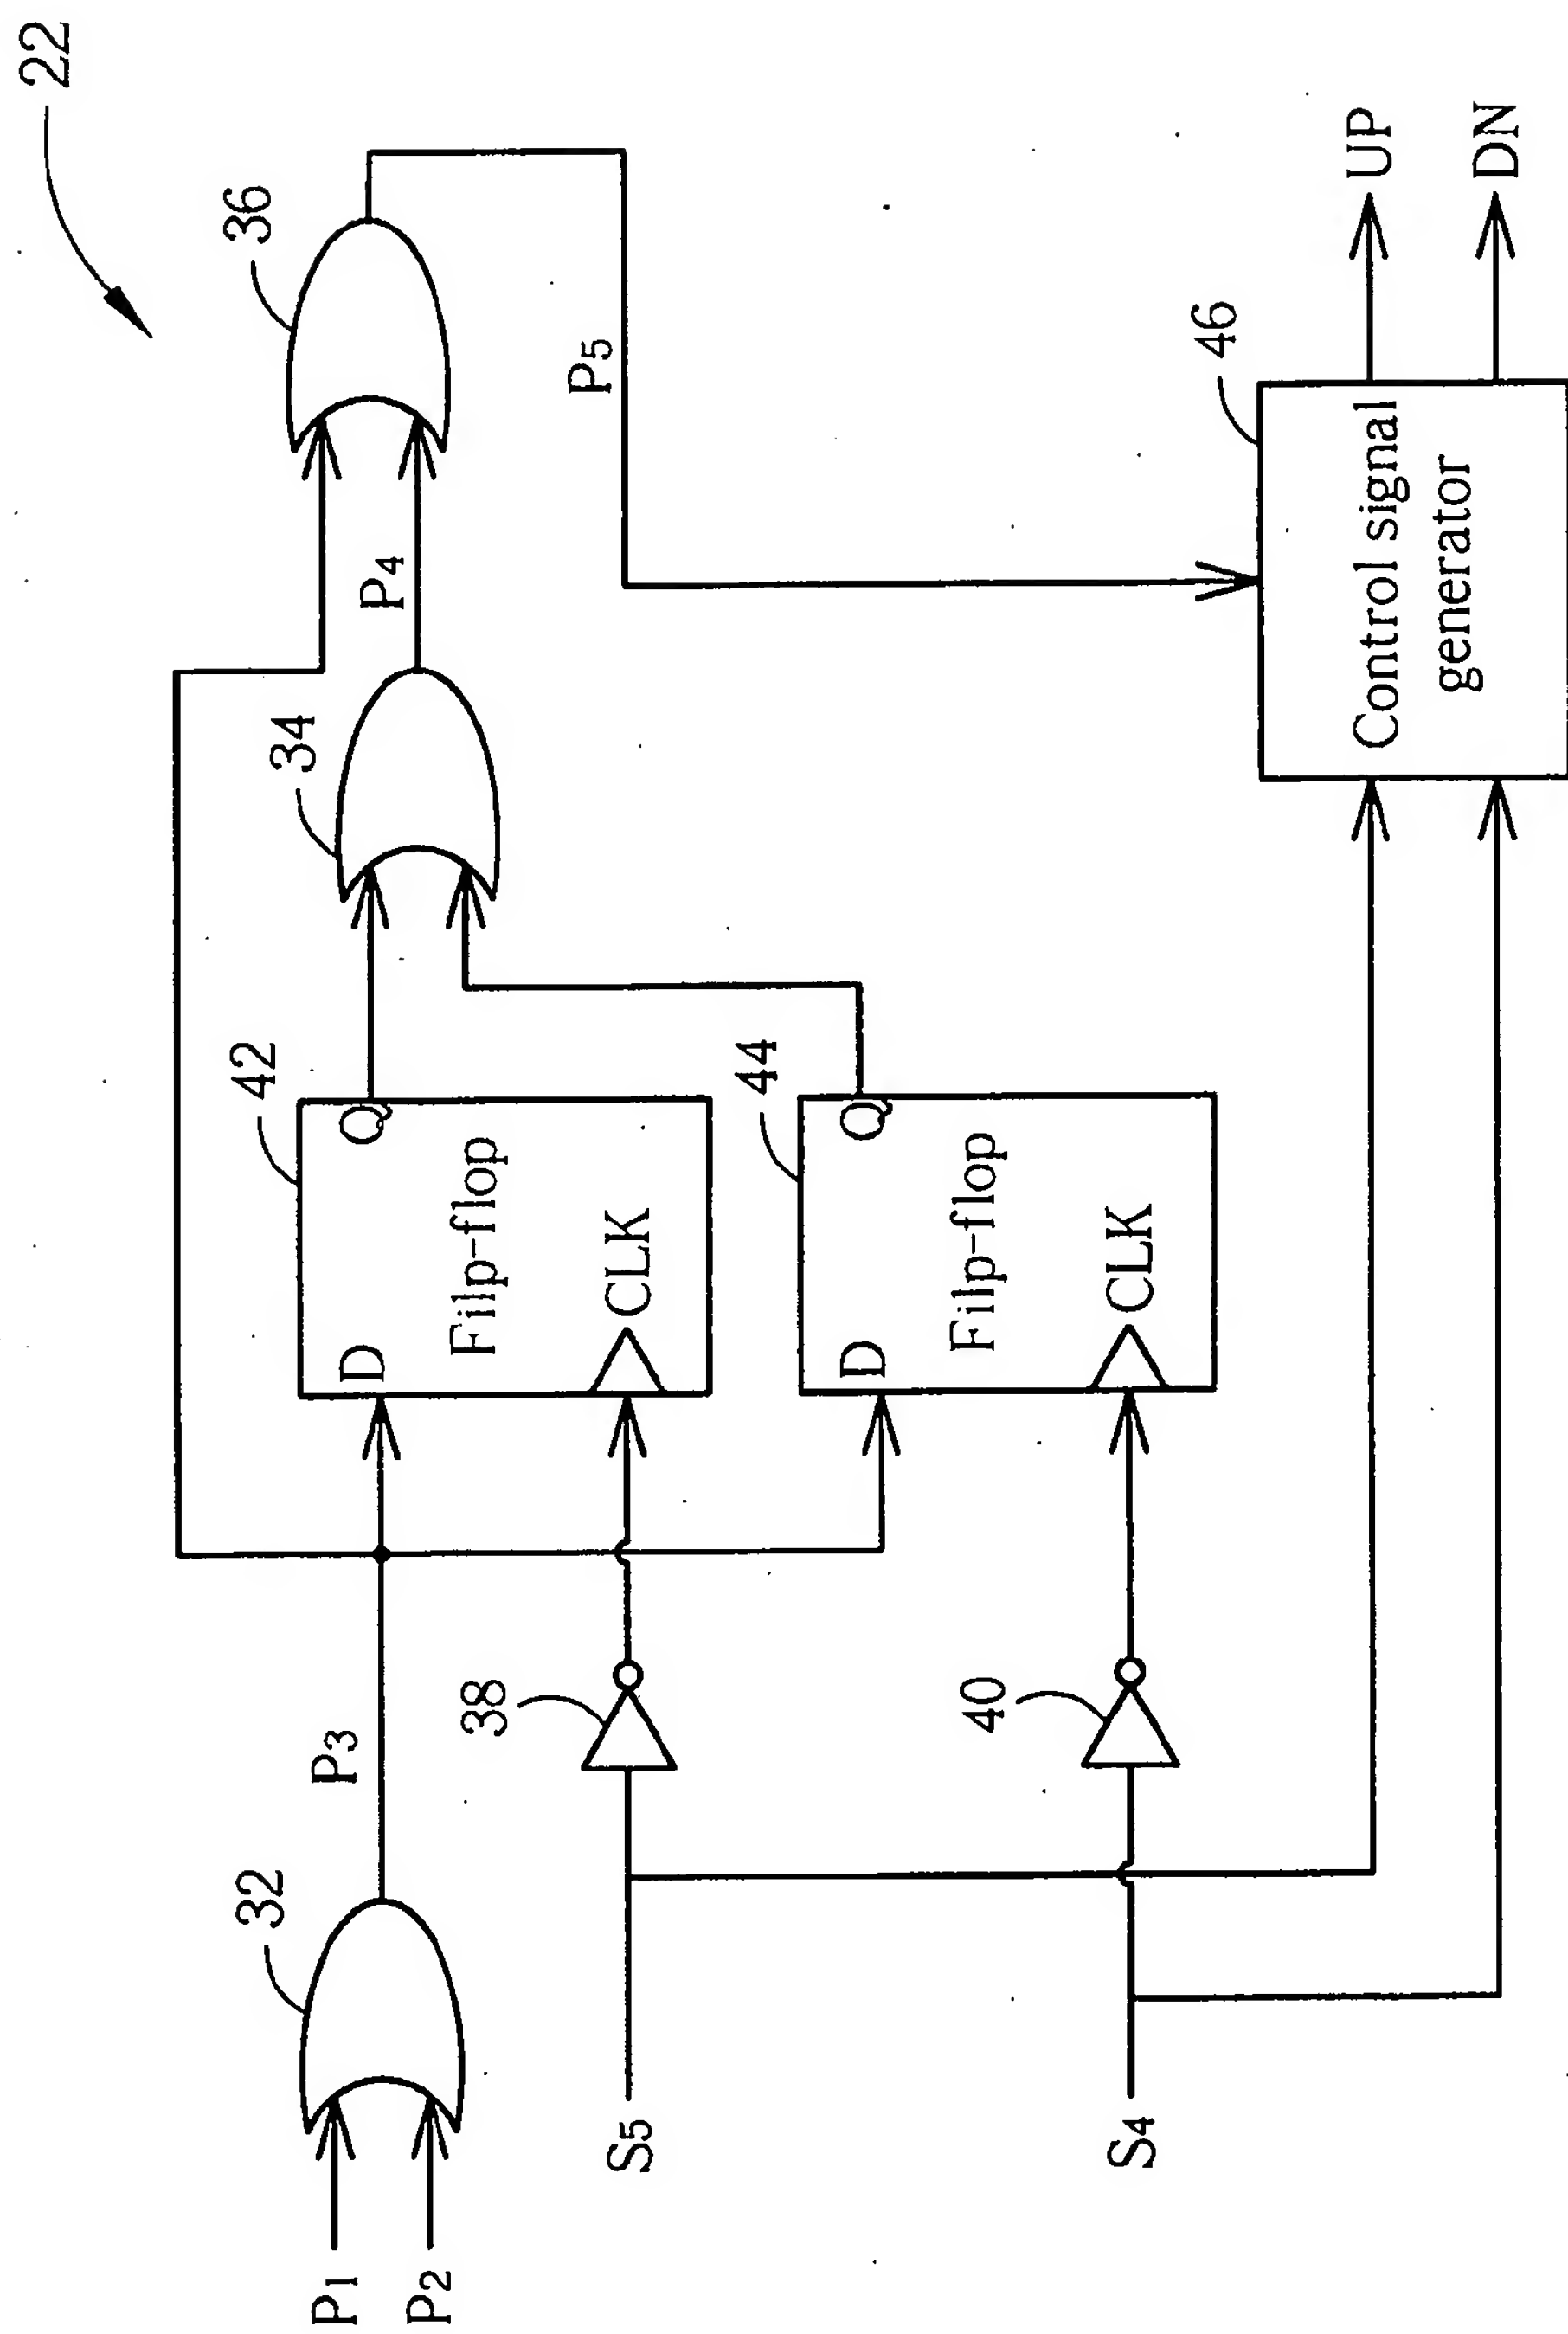 22
36
P5
34
P4
42
D
Q
Filp-flop
CLK
44
D
Q
Filp-flop
CLK
46
Control signal
generator
UP
DN
32
P3
P1
P2
38
S5
40
S4